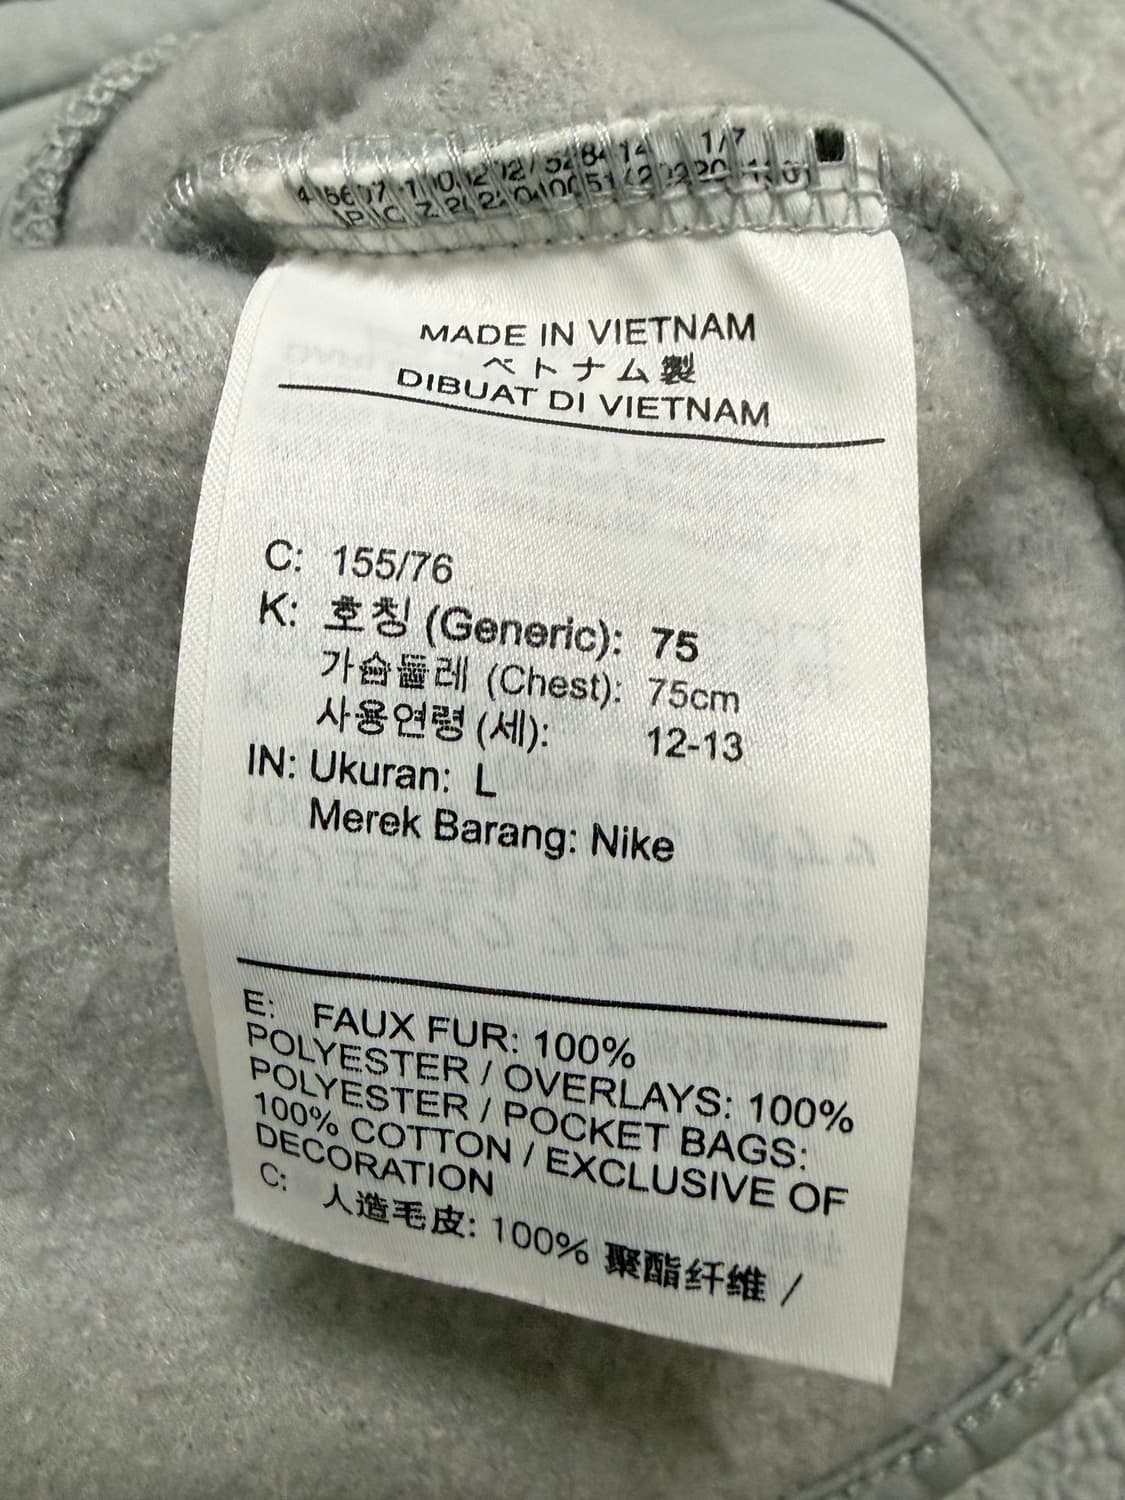 1/7
MADE IN VIETNAM
ベトナム製
DIBUAT DI VIETNAM
C: 155/76
K: 호칭 (Generic): 75
가슴둘레 (Chest): 75cm
사용연령 (세): 12-13
IN: Ukuran: L
Merek Barang: Nike
E: FAUX FUR: 100%
POLYESTER / OVERLAYS: 100%
POLYESTER / POCKET BAGS:
100% COTTON / EXCLUSIVE OF
DECORATION
C: 人造毛皮: 100% 聚酯纤维 /